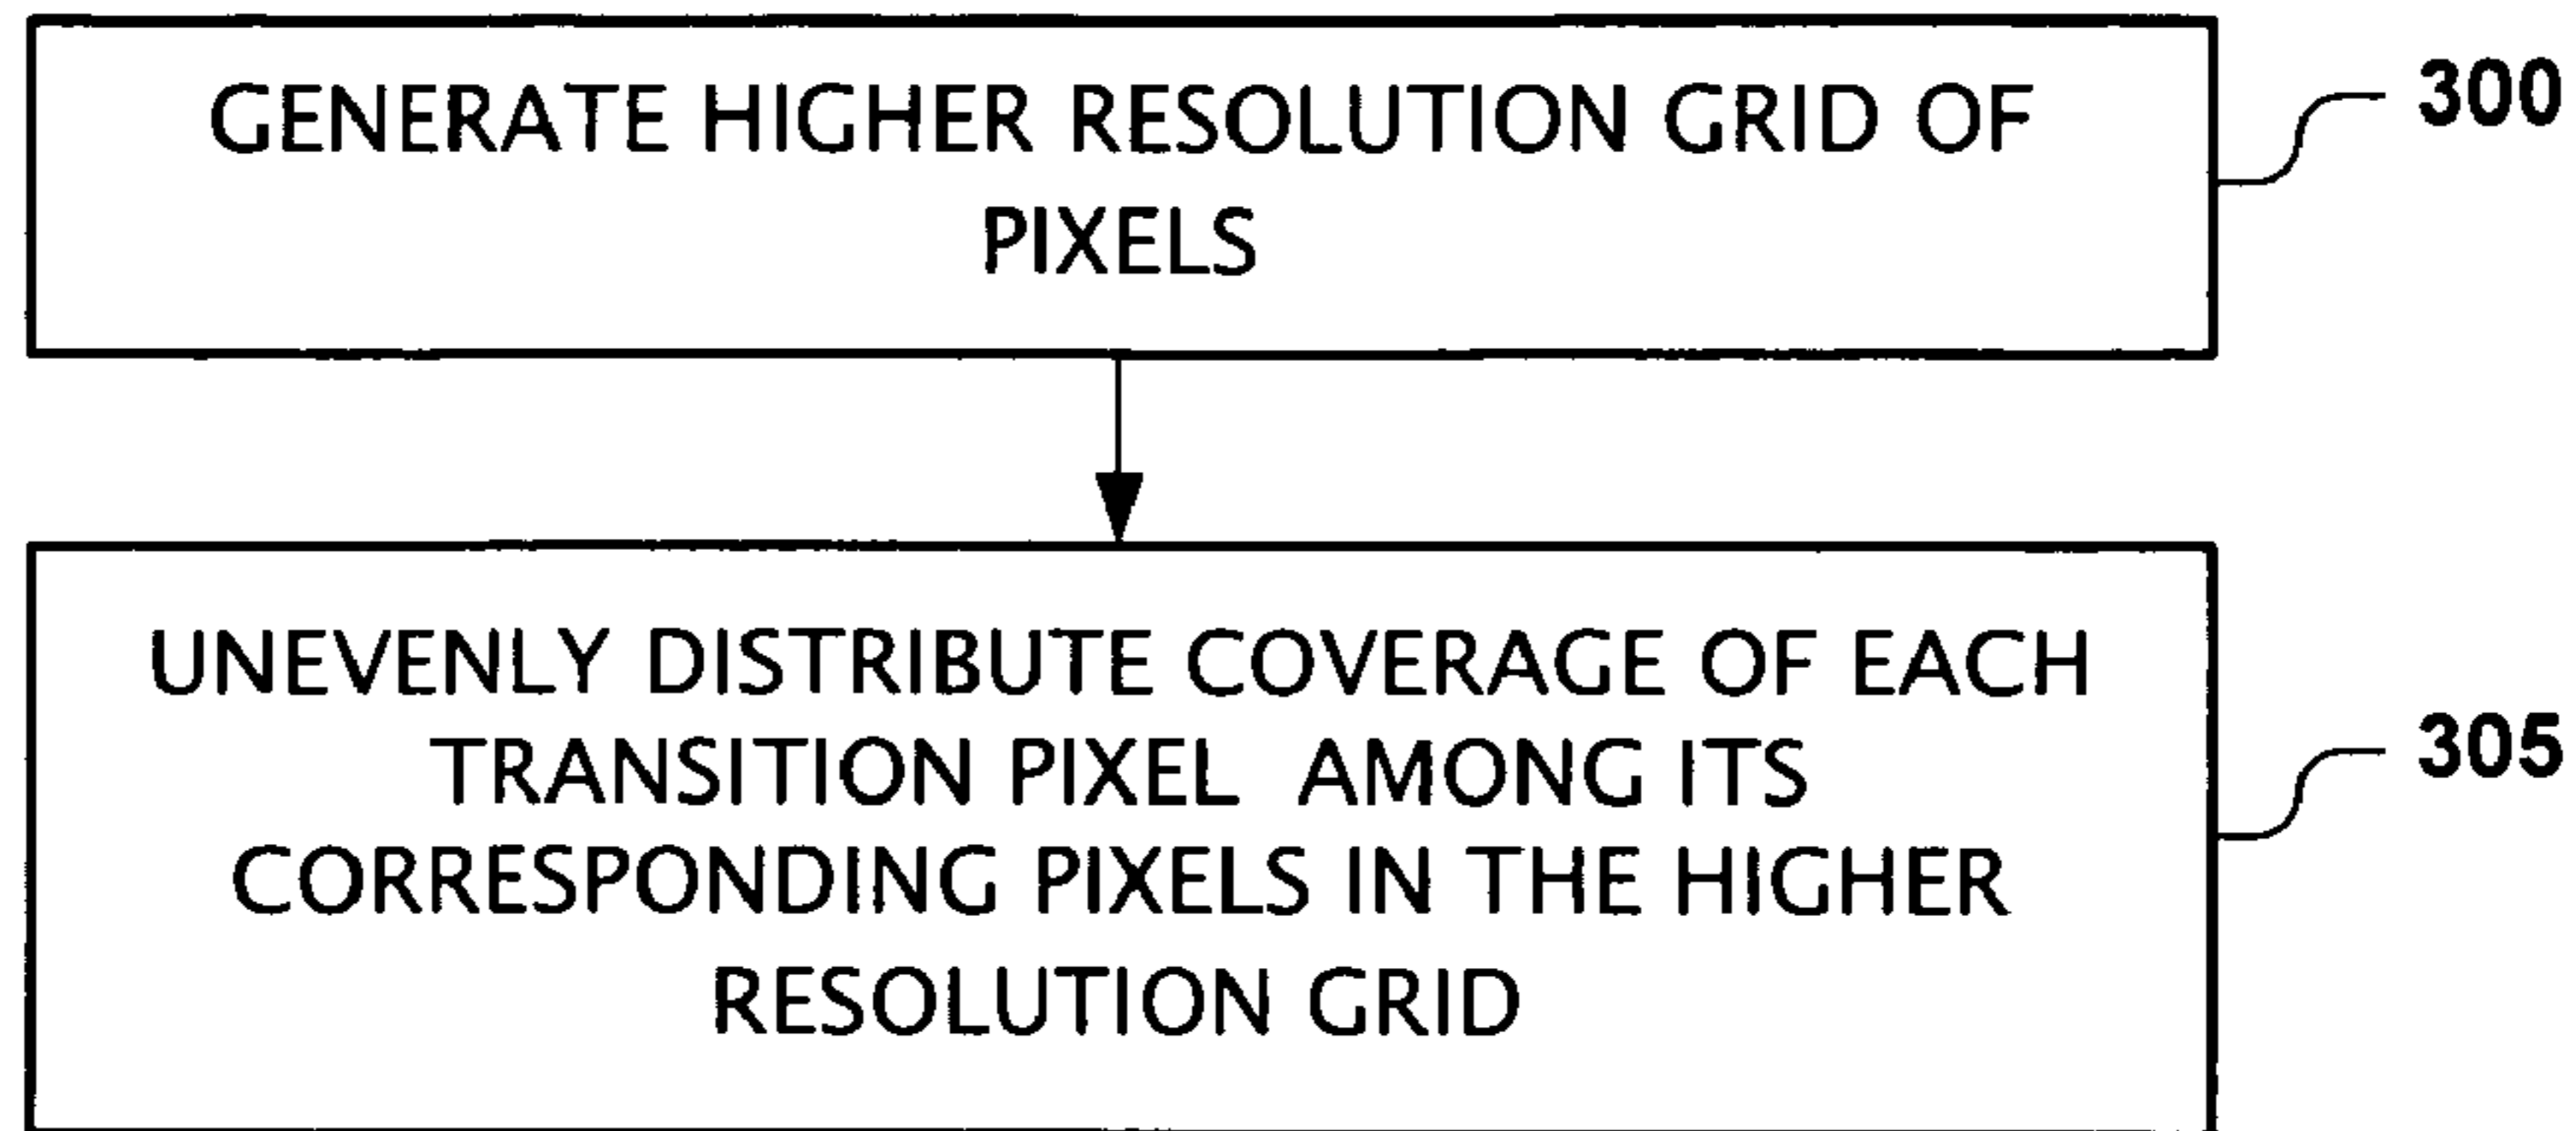 GENERATE HIGHER RESOLUTION GRID OF
PIXELS
300
UNEVENLY DISTRIBUTE COVERAGE OF EACH
TRANSITION PIXEL AMONG ITS
CORRESPONDING PIXELS IN THE HIGHER
RESOLUTION GRID
305